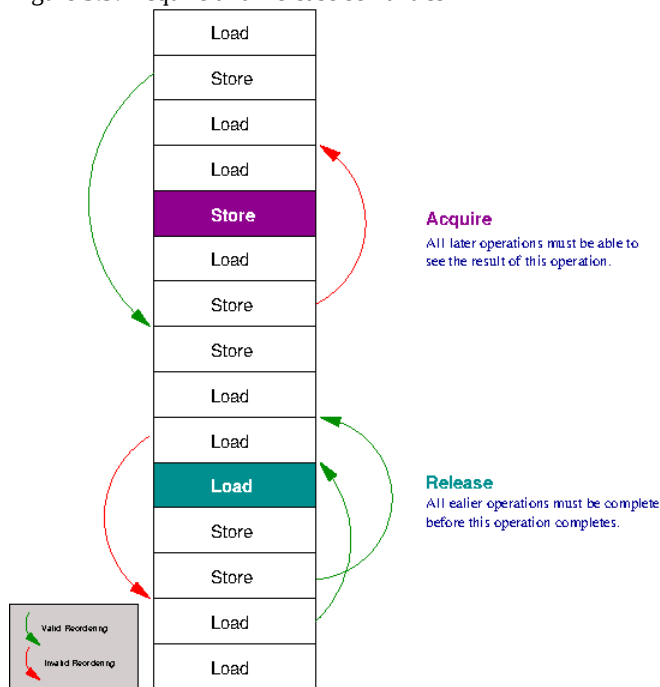 Load
Store
Load
Load
Store
Load
Store
Store
Load
Load
Load
Store
Store
Load
Load
Acquire
All later operations must be able to
see the result of this operation.
Release
All ealier operations must be complete
before this operation completes.
Valid Reordering
Invalid Reordering